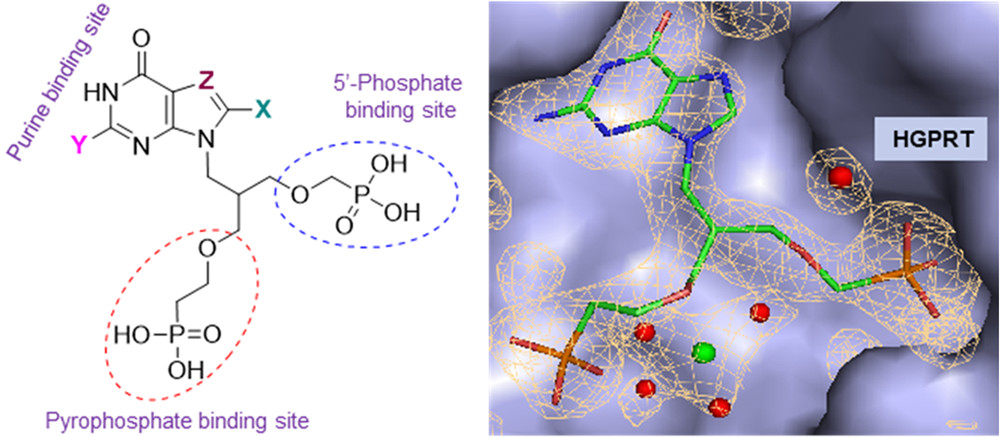 Purine binding site
O
Z
HN
X
Y
N
N
5'-Phosphate
binding site
OH
O
P
OH
O
O
HO
P
O
OH
Pyrophosphate binding site
HGPRT